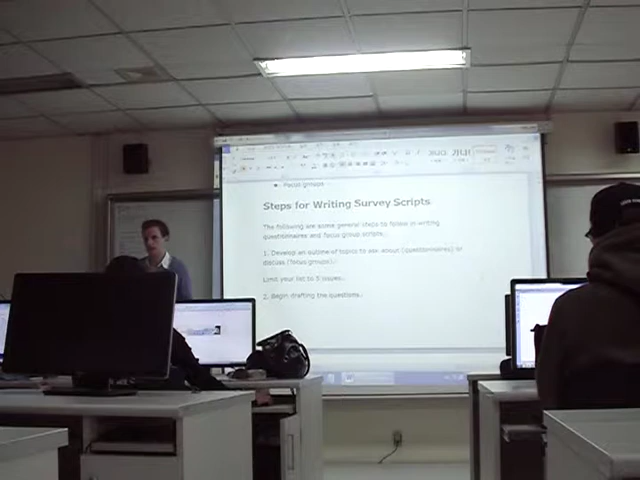 Focus groups
Steps for Writing Survey Scripts
The following are some general steps to follow in writing
questionnaires and focus group scripts.
1. Develop an outline of topics to ask about (questionnaires) or
discuss (focus groups).
Limit your list to 5 issues.
2. Begin drafting the questions.